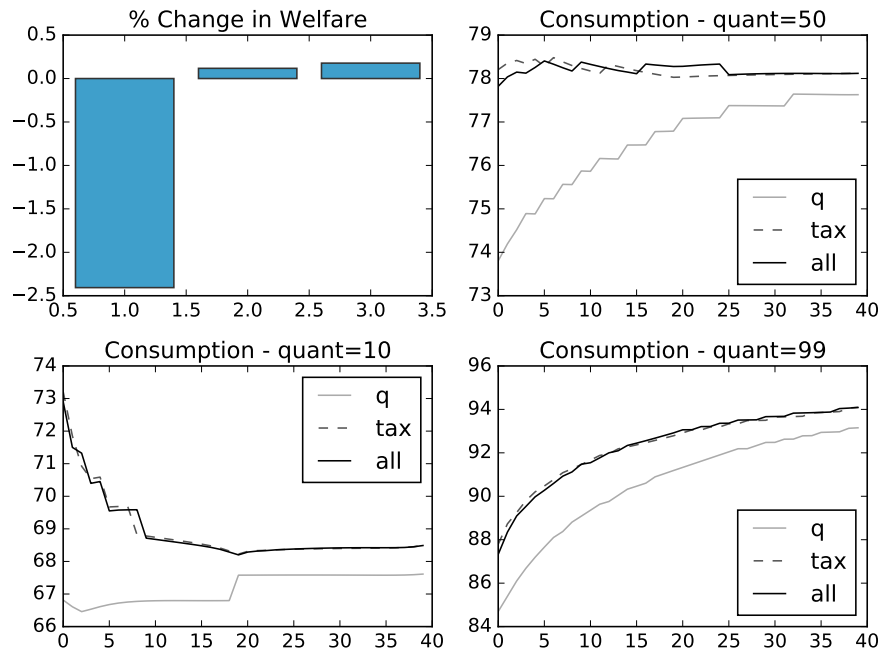 % Change in Welfare
0.5
0.0
−0.5
−1.0
−1.5
−2.0
−2.5
0.5 1.0 1.5 2.0 2.5 3.0 3.5
Consumption - quant=50
79
78
77
76
75
74
73
0 5 10 15 20 25 30 35 40
q
tax
all
Consumption - quant=10
74
73
72
71
70
69
68
67
66
0 5 10 15 20 25 30 35 40
q
tax
all
Consumption - quant=99
96
94
92
90
88
86
84
0 5 10 15 20 25 30 35 40
q
tax
all